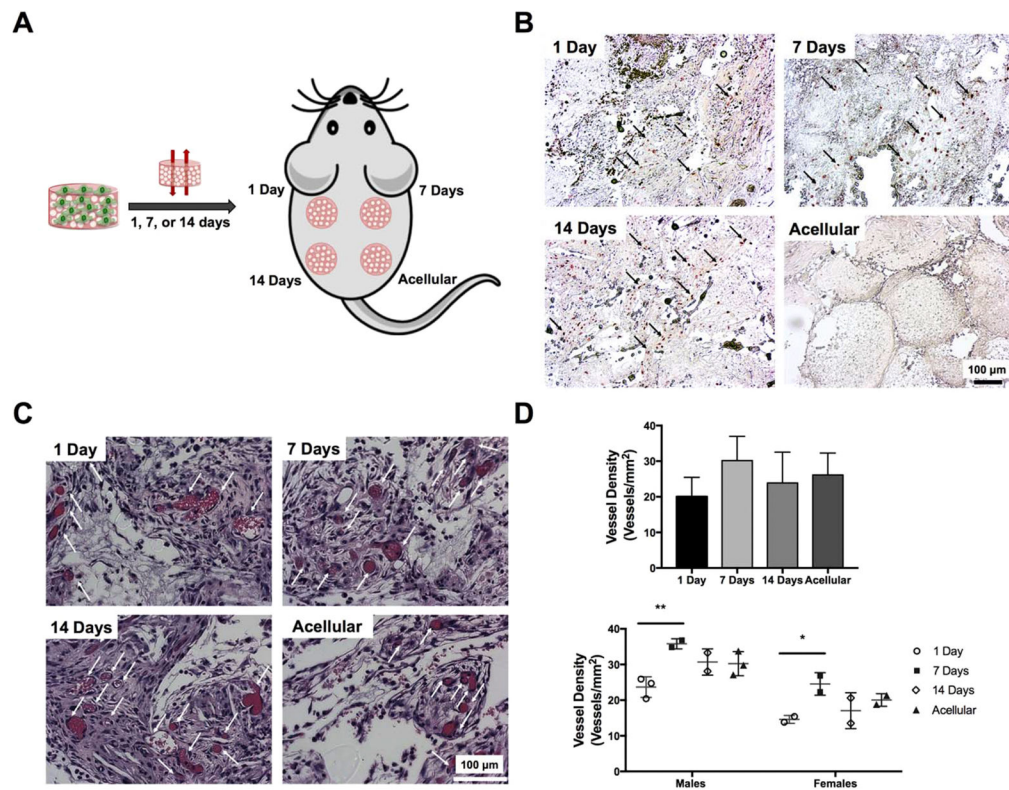 A
1 Day
7 Days
1, 7, or 14 days
14 Days
Acellular
B
1 Day
7 Days
14 Days
Acellular
100 µm
C
1 Day
7 Days
14 Days
Acellular
100 µm
D
Vessel Density
(Vessels/mm²)
40
30
20
10
0
1 Day
7 Days
14 Days
Acellular
Vessel Density
(Vessels/mm²)
40
30
20
10
0
**
*
Males
Females
1 Day
7 Days
14 Days
Acellular